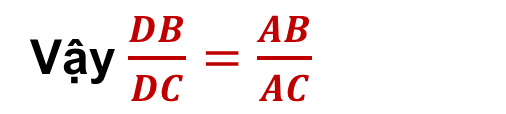 Vậy DB/DC = AB/AC